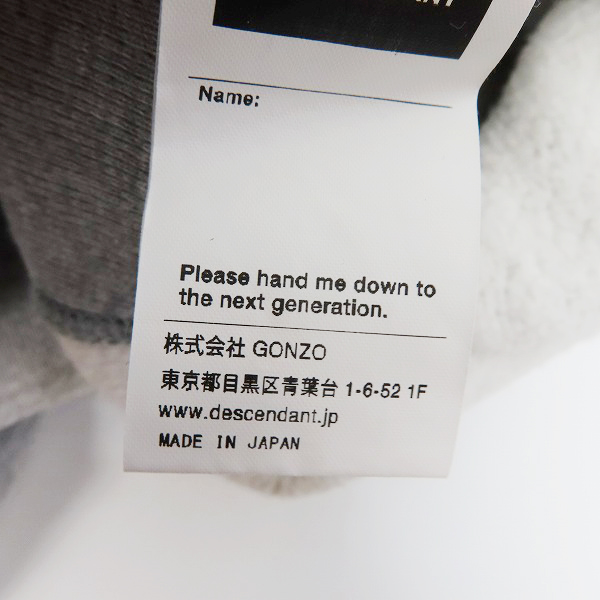 Name:
Please hand me down to
the next generation.
株式会社 GONZO
東京都目黒区青葉台 1-6-52 1F
www.descendant.jp
MADE IN JAPAN